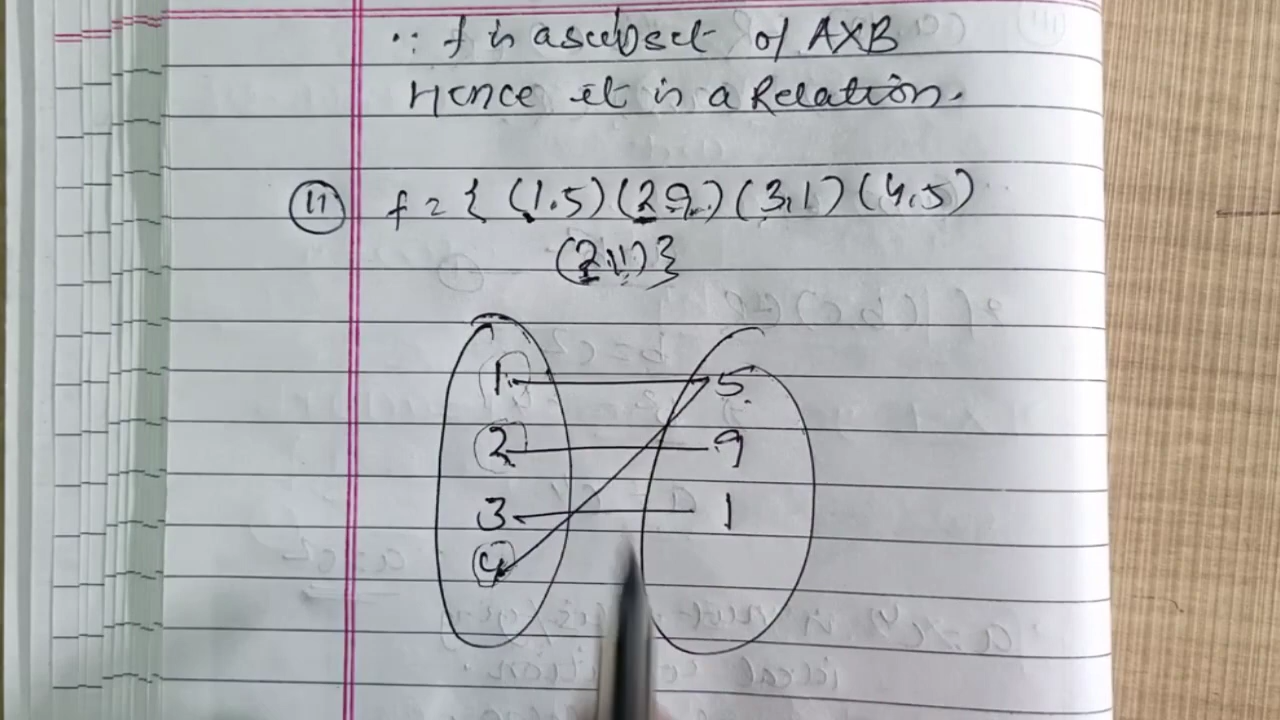 ∵ f is a subset of AXB
Hence it is a Relation.
(ii) f = { (1,5) (2,9) (3,1) (4,5)
(2,11) }
1 5
2 9
3 1
4